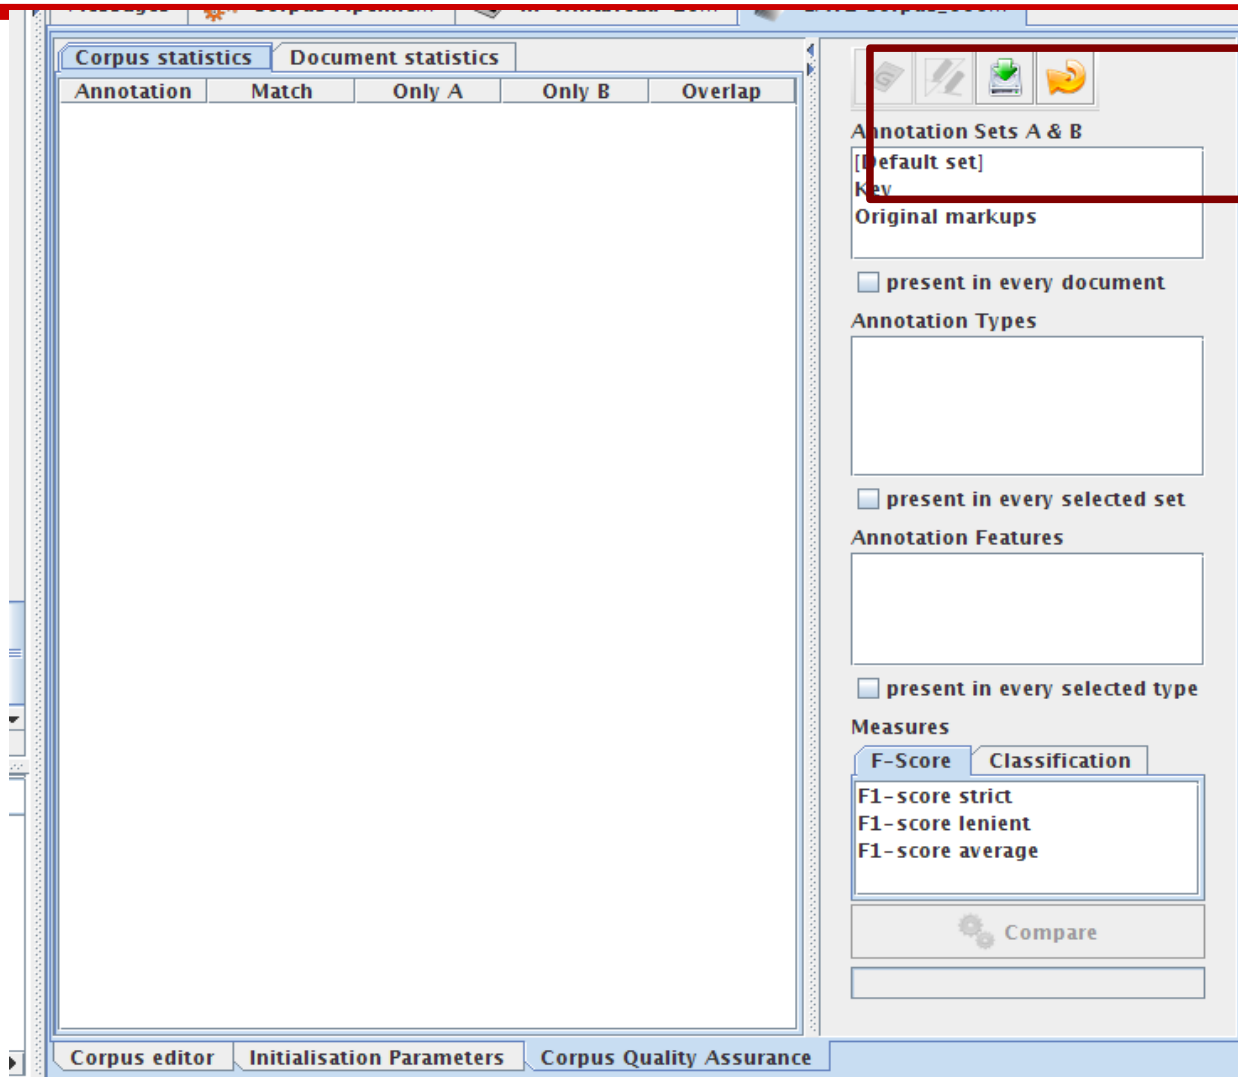 Corpus statistics Document statistics
Annotation Match Only A Only B Overlap
Annotation Sets A & B
[Default set]
Key
Original markups
present in every document
Annotation Types
present in every selected set
Annotation Features
present in every selected type
Measures
F-Score Classification
F1-score strict
F1-score lenient
F1-score average
Compare
Corpus editor Initialisation Parameters Corpus Quality Assurance